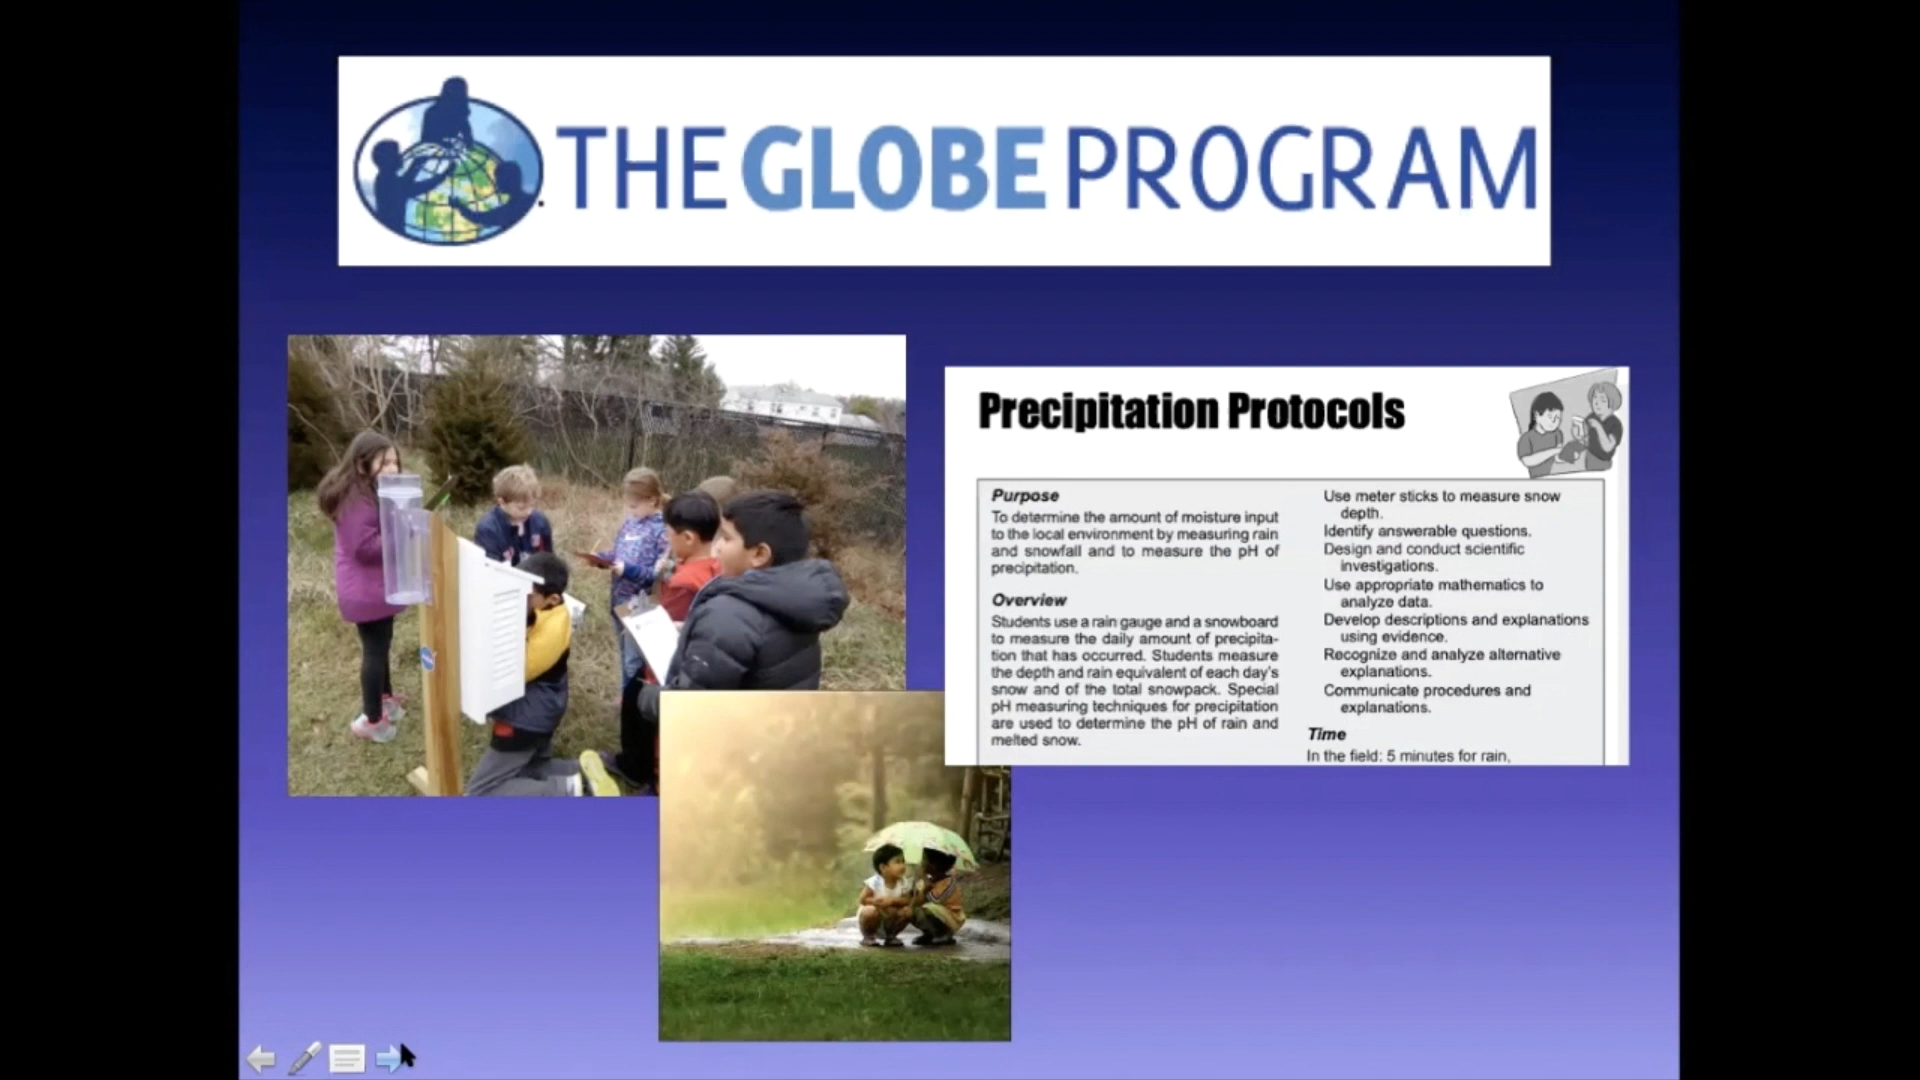 THE GLOBE PROGRAM
Precipitation Protocols
Purpose
To determine the amount of moisture input
to the local environment by measuring rain
and snowfall and to measure the pH of
precipitation.
Overview
Students use a rain gauge and a snowboard
to measure the daily amount of precipita-
tion that has occurred. Students measure
the depth and rain equivalent of each day's
snow and of the total snowpack. Special
pH measuring techniques for precipitation
are used to determine the pH of rain and
melted snow.
Use meter sticks to measure snow
depth.
Identify answerable questions.
Design and conduct scientific
investigations.
Use appropriate mathematics to
analyze data.
Develop descriptions and explanations
using evidence.
Recognize and analyze alternative
explanations.
Communicate procedures and
explanations.
Time
In the field: 5 minutes for rain,